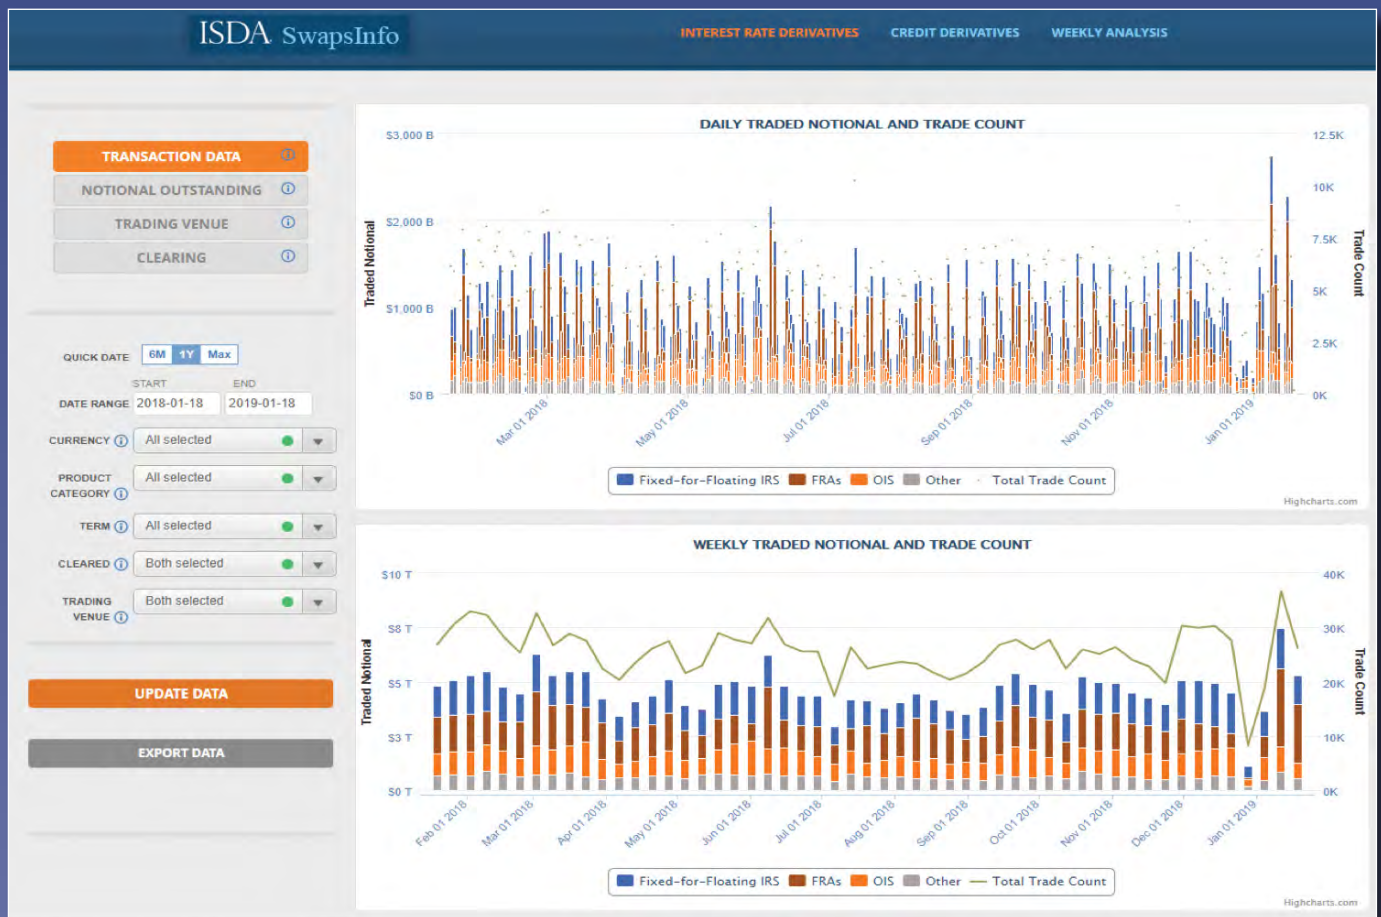 ISDA SwapsInfo
INTEREST RATE DERIVATIVES CREDIT DERIVATIVES WEEKLY ANALYSIS
TRANSACTION DATA
NOTIONAL OUTSTANDING
TRADING VENUE
CLEARING
QUICK DATE 6M 1Y Max
START END
DATE RANGE 2018-01-18 2019-01-18
CURRENCY All selected
PRODUCT CATEGORY All selected
TERM All selected
CLEARED Both selected
TRADING VENUE Both selected
UPDATE DATA
EXPORT DATA
DAILY TRADED NOTIONAL AND TRADE COUNT
Traded Notional
$3,000 B
$2,000 B
$1,000 B
$0 B
12.5K
10K
7.5K
5K
2.5K
0K
Trade Count
Mar 01 2018 May 01 2018 Jul 01 2018 Sep 01 2018 Nov 01 2018 Jan 01 2019
Fixed-for-Floating IRS FRAs OIS Other Total Trade Count
Highcharts.com
WEEKLY TRADED NOTIONAL AND TRADE COUNT
Traded Notional
$10 T
$8 T
$5 T
$3 T
$0 T
40K
30K
20K
10K
0K
Trade Count
Feb 01 2018 Mar 01 2018 Apr 01 2018 May 01 2018 Jun 01 2018 Jul 01 2018 Aug 01 2018 Sep 01 2018 Oct 01 2018 Nov 01 2018 Dec 01 2018 Jan 01 2019
Fixed-for-Floating IRS FRAs OIS Other Total Trade Count
Highcharts.com